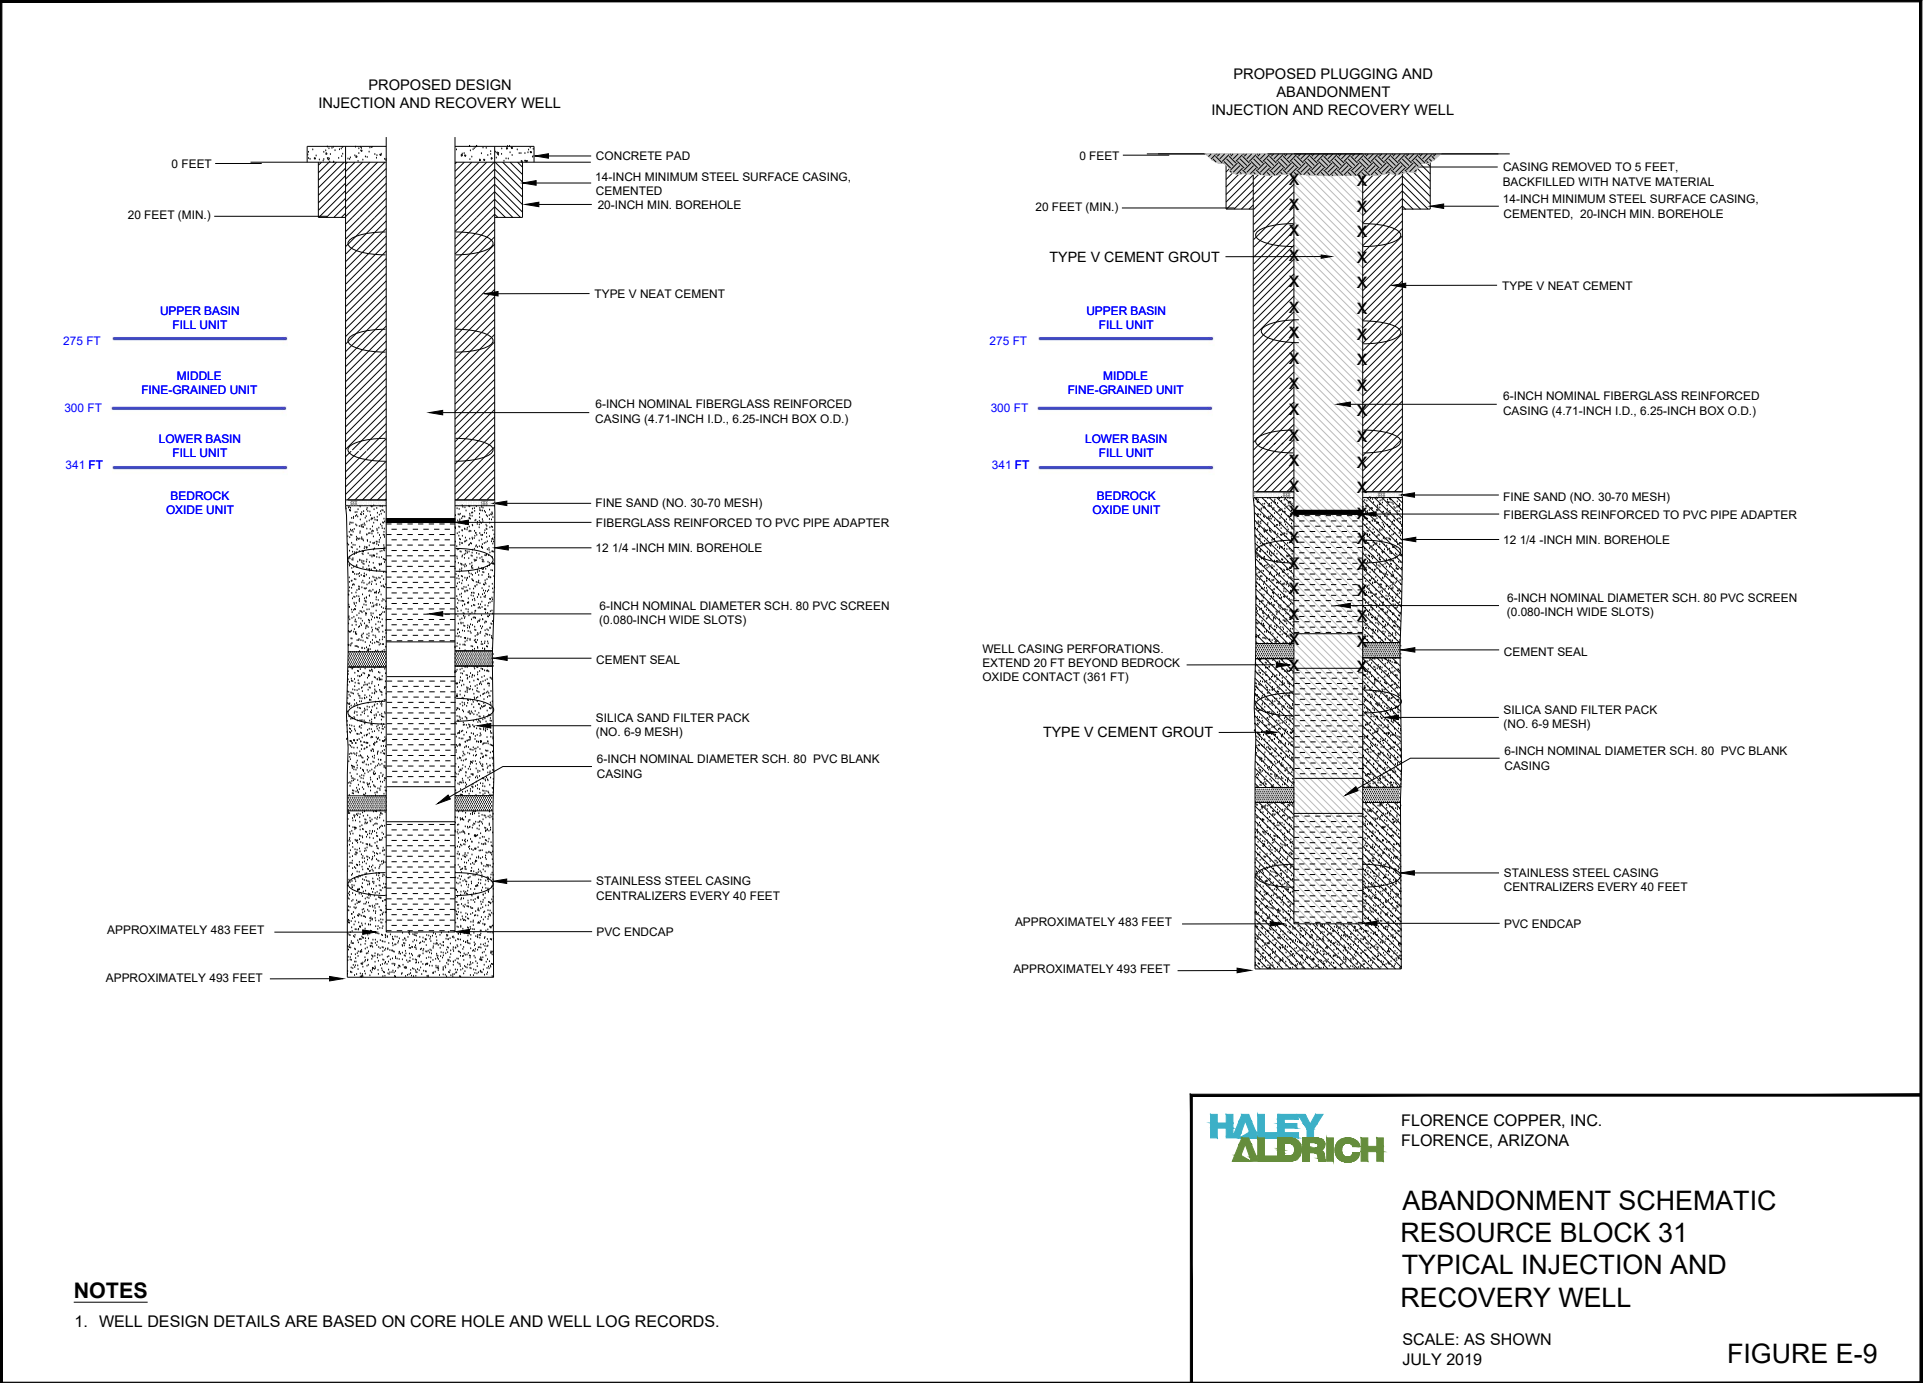 PROPOSED DESIGN
INJECTION AND RECOVERY WELL
0 FEET
20 FEET (MIN.)
UPPER BASIN
FILL UNIT
275 FT
MIDDLE
FINE-GRAINED UNIT
300 FT
LOWER BASIN
FILL UNIT
341 FT
BEDROCK
OXIDE UNIT
APPROXIMATELY 483 FEET
APPROXIMATELY 493 FEET
CONCRETE PAD
14-INCH MINIMUM STEEL SURFACE CASING,
CEMENTED
20-INCH MIN. BOREHOLE
TYPE V NEAT CEMENT
6-INCH NOMINAL FIBERGLASS REINFORCED
CASING (4.71-INCH I.D., 6.25-INCH BOX O.D.)
FINE SAND (NO. 30-70 MESH)
FIBERGLASS REINFORCED TO PVC PIPE ADAPTER
12 1/4 -INCH MIN. BOREHOLE
6-INCH NOMINAL DIAMETER SCH. 80 PVC SCREEN
(0.080-INCH WIDE SLOTS)
CEMENT SEAL
SILICA SAND FILTER PACK
(NO. 6-9 MESH)
6-INCH NOMINAL DIAMETER SCH. 80 PVC BLANK
CASING
STAINLESS STEEL CASING
CENTRALIZERS EVERY 40 FEET
PVC ENDCAP
PROPOSED PLUGGING AND
ABANDONMENT
INJECTION AND RECOVERY WELL
0 FEET
20 FEET (MIN.)
TYPE V CEMENT GROUT
UPPER BASIN
FILL UNIT
275 FT
MIDDLE
FINE-GRAINED UNIT
300 FT
LOWER BASIN
FILL UNIT
341 FT
BEDROCK
OXIDE UNIT
WELL CASING PERFORATIONS.
EXTEND 20 FT BEYOND BEDROCK
OXIDE CONTACT (361 FT)
TYPE V CEMENT GROUT
APPROXIMATELY 483 FEET
APPROXIMATELY 493 FEET
CASING REMOVED TO 5 FEET,
BACKFILLED WITH NATVE MATERIAL
14-INCH MINIMUM STEEL SURFACE CASING,
CEMENTED, 20-INCH MIN. BOREHOLE
TYPE V NEAT CEMENT
6-INCH NOMINAL FIBERGLASS REINFORCED
CASING (4.71-INCH I.D., 6.25-INCH BOX O.D.)
FINE SAND (NO. 30-70 MESH)
FIBERGLASS REINFORCED TO PVC PIPE ADAPTER
12 1/4 -INCH MIN. BOREHOLE
6-INCH NOMINAL DIAMETER SCH. 80 PVC SCREEN
(0.080-INCH WIDE SLOTS)
CEMENT SEAL
SILICA SAND FILTER PACK
(NO. 6-9 MESH)
6-INCH NOMINAL DIAMETER SCH. 80 PVC BLANK
CASING
STAINLESS STEEL CASING
CENTRALIZERS EVERY 40 FEET
PVC ENDCAP
NOTES
1. WELL DESIGN DETAILS ARE BASED ON CORE HOLE AND WELL LOG RECORDS.
HALEY
ALDRICH
FLORENCE COPPER, INC.
FLORENCE, ARIZONA
ABANDONMENT SCHEMATIC
RESOURCE BLOCK 31
TYPICAL INJECTION AND
RECOVERY WELL
SCALE: AS SHOWN
JULY 2019
FIGURE E-9